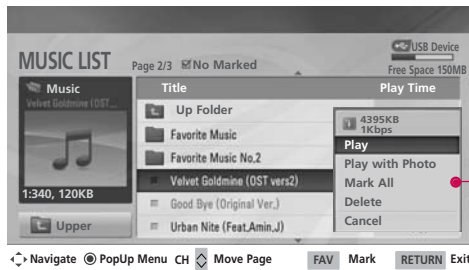 USB Device
MUSIC LIST
Page 2/3 No Marked
Free Space 150MB
Music
Title Play Time
Velvet Goldmine (OST...
Up Folder
4395KB
1Kbps
Favorite Music
Play
Favorite Music No,2
Play with Photo
Velvet Goldmine (OST vers2)
Mark All
1:340, 120KB
Good Bye (Original Ver,)
Delete
Upper
Urban Nite (Feat,Amin,J)
Cancel
Navigate PopUp Menu CH Move Page FAV Mark RETURN Exit